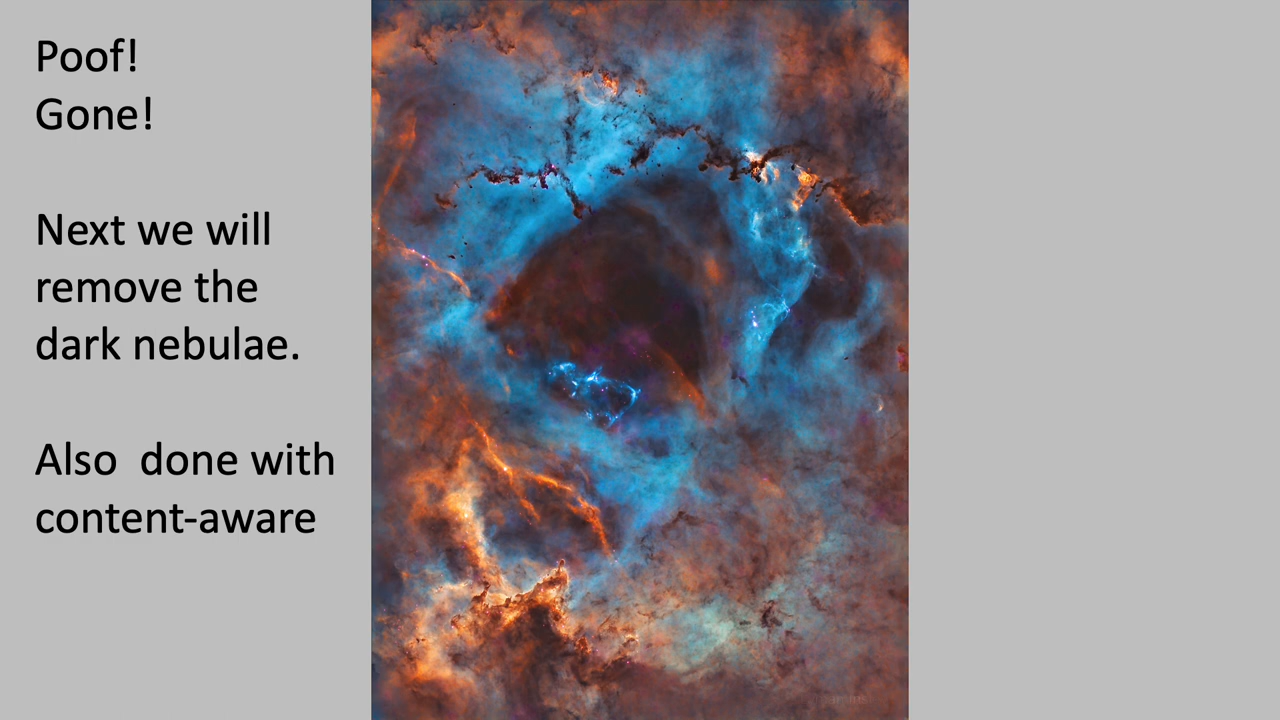 Poof!
Gone!
Next we will
remove the
dark nebulae.
Also  done with
content-aware